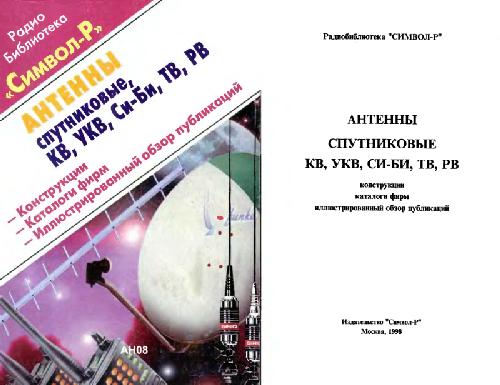 Радио
Библиотека
"Символ-Р"
АНТЕННЫ
спутниковые,
КВ, УКВ, Си-Би, ТВ, РВ
— Конструкции
— Каталоги фирм
— Иллюстрированный обзор публикаций
АН08
Радиобиблиотека "СИМВОЛ-Р"
АНТЕННЫ
СПУТНИКОВЫЕ
КВ, УКВ, СИ-БИ, ТВ, РВ
конструкции
каталоги фирм
иллюстрированный обзор публикаций
Издательство "Символ-Р"
Москва, 1998